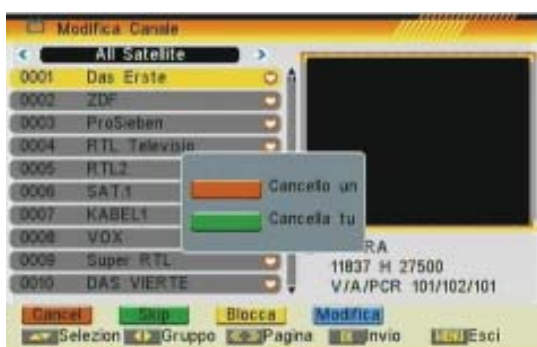 Modifica Canale
All Satellite
0001 Das Erste
0002 ZDF
0003 ProSieben
0004 RTL Televisio
0005 RTL2
0006 SAT.1
0007 KABEL1
0008 VOX
0009 Super RTL
0010 DAS VIERTE
Cancello un
Cancella tu
RA
11837 H 27500
V/A/PCR 101/102/101
Cancel Skip Blocca Modifica
Selezion Gruppo Pagina Invio Esci